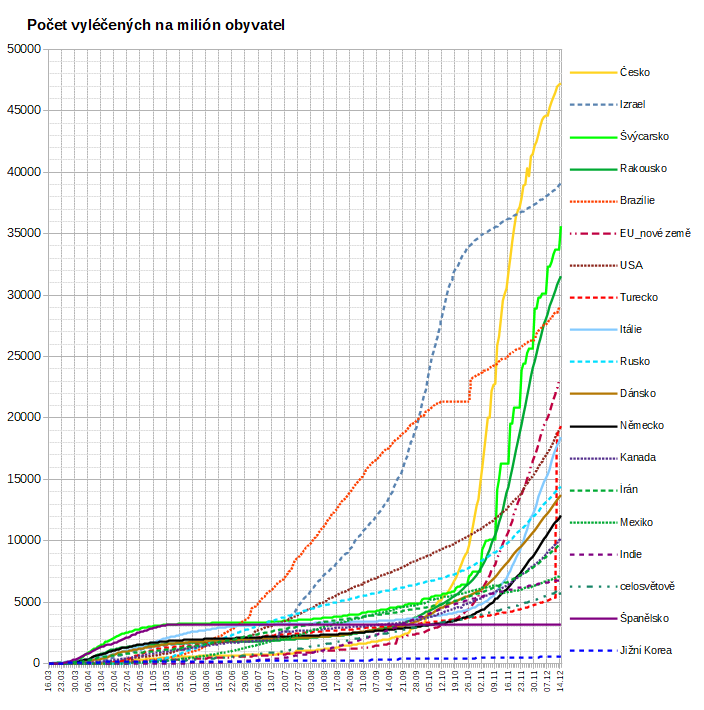 Počet vyléčených na milión obyvatel
50000
45000
40000
35000
30000
25000
20000
15000
10000
5000
0
16.03 23.03 30.03 06.04 13.04 20.04 27.04 04.05 11.05 18.05 25.05 01.06 08.06 15.06 22.06 29.06 06.07 13.07 20.07 27.07 03.08 10.08 17.08 24.08 31.08 07.09 14.09 21.09 28.09 05.10 12.10 19.10 26.10 02.11 09.11 16.11 23.11 30.11 07.12 14.12
Česko
Izrael
Švýcarsko
Rakousko
Brazílie
EU_nové země
USA
Turecko
Itálie
Rusko
Dánsko
Německo
Kanada
Írán
Mexiko
Indie
celosvětově
Španělsko
Jižní Korea